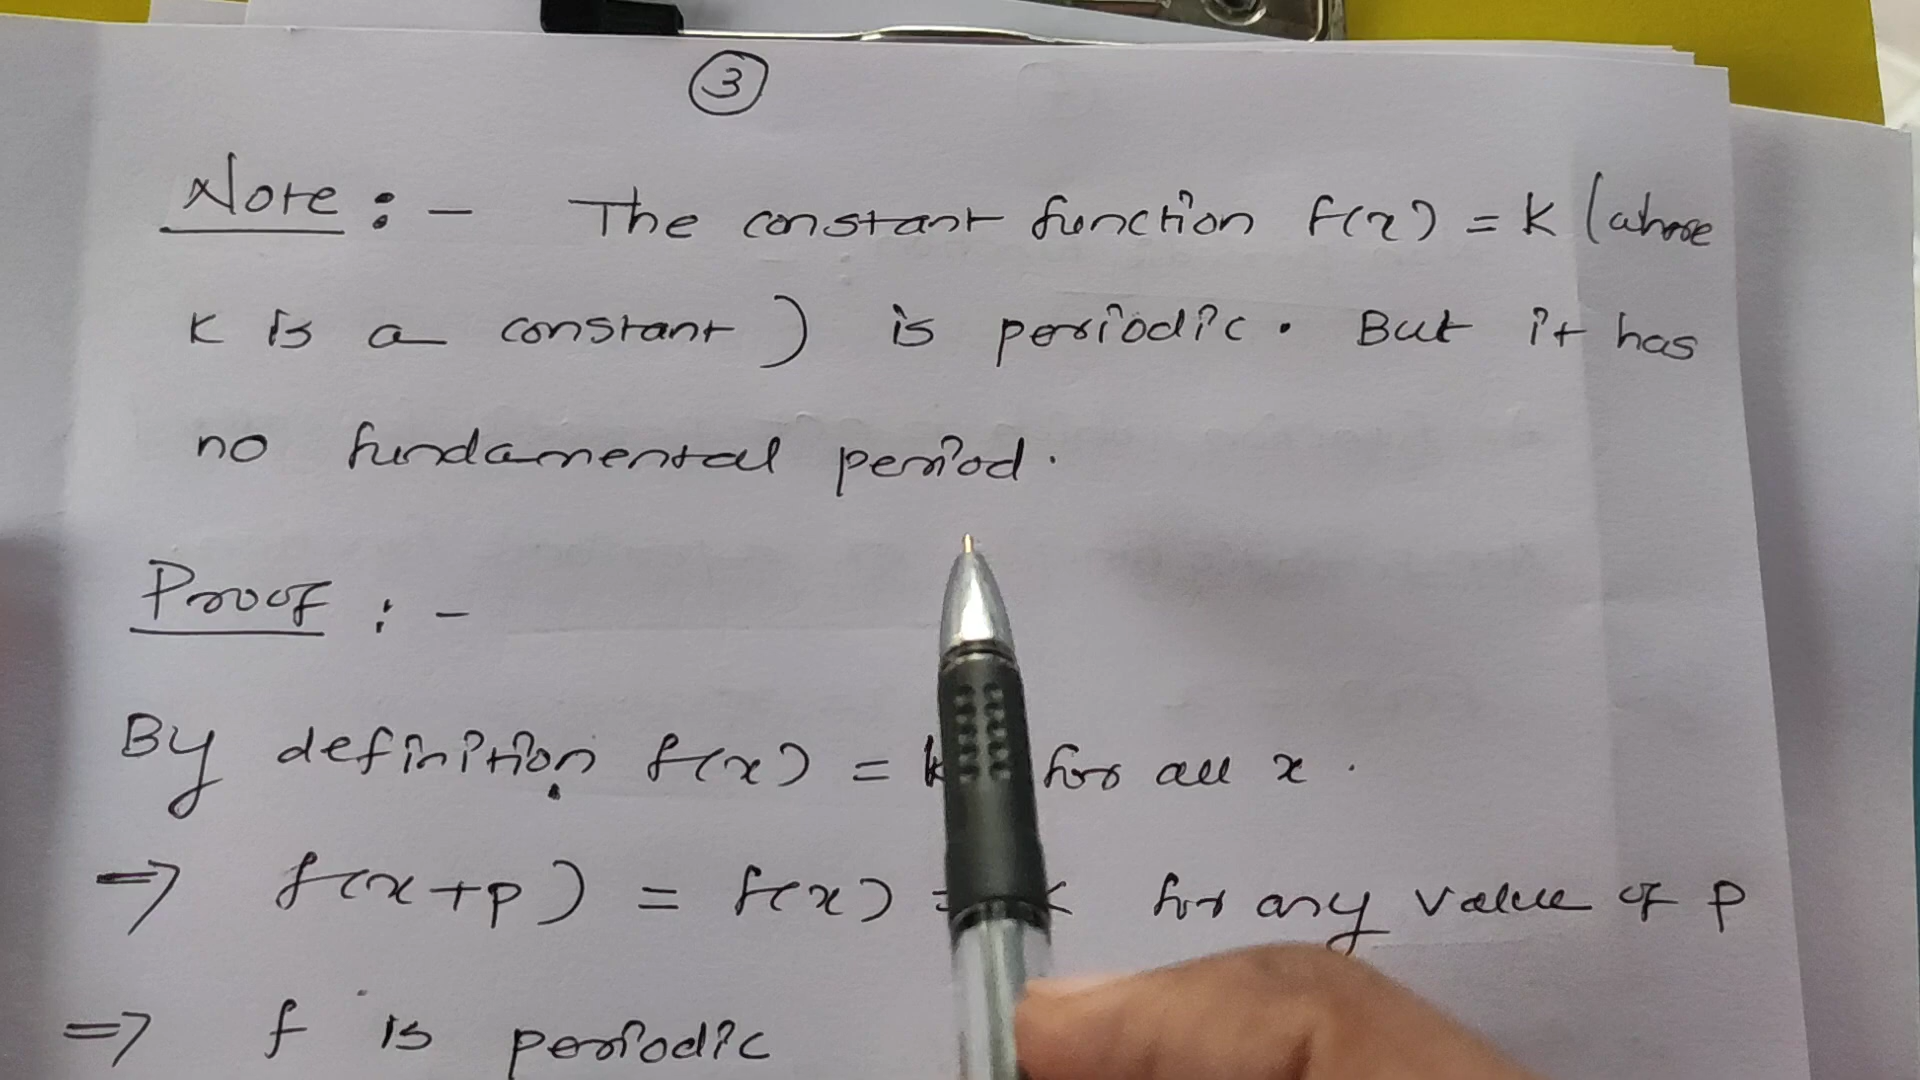 3
Note :- The constant function f(x) = K (where
K is a constant) is periodic. But it has
no fundamental period.
Proof :-
By definition f(x) = k for all x.
=> f(x+p) = f(x) = K for any value of p
=> f is periodic